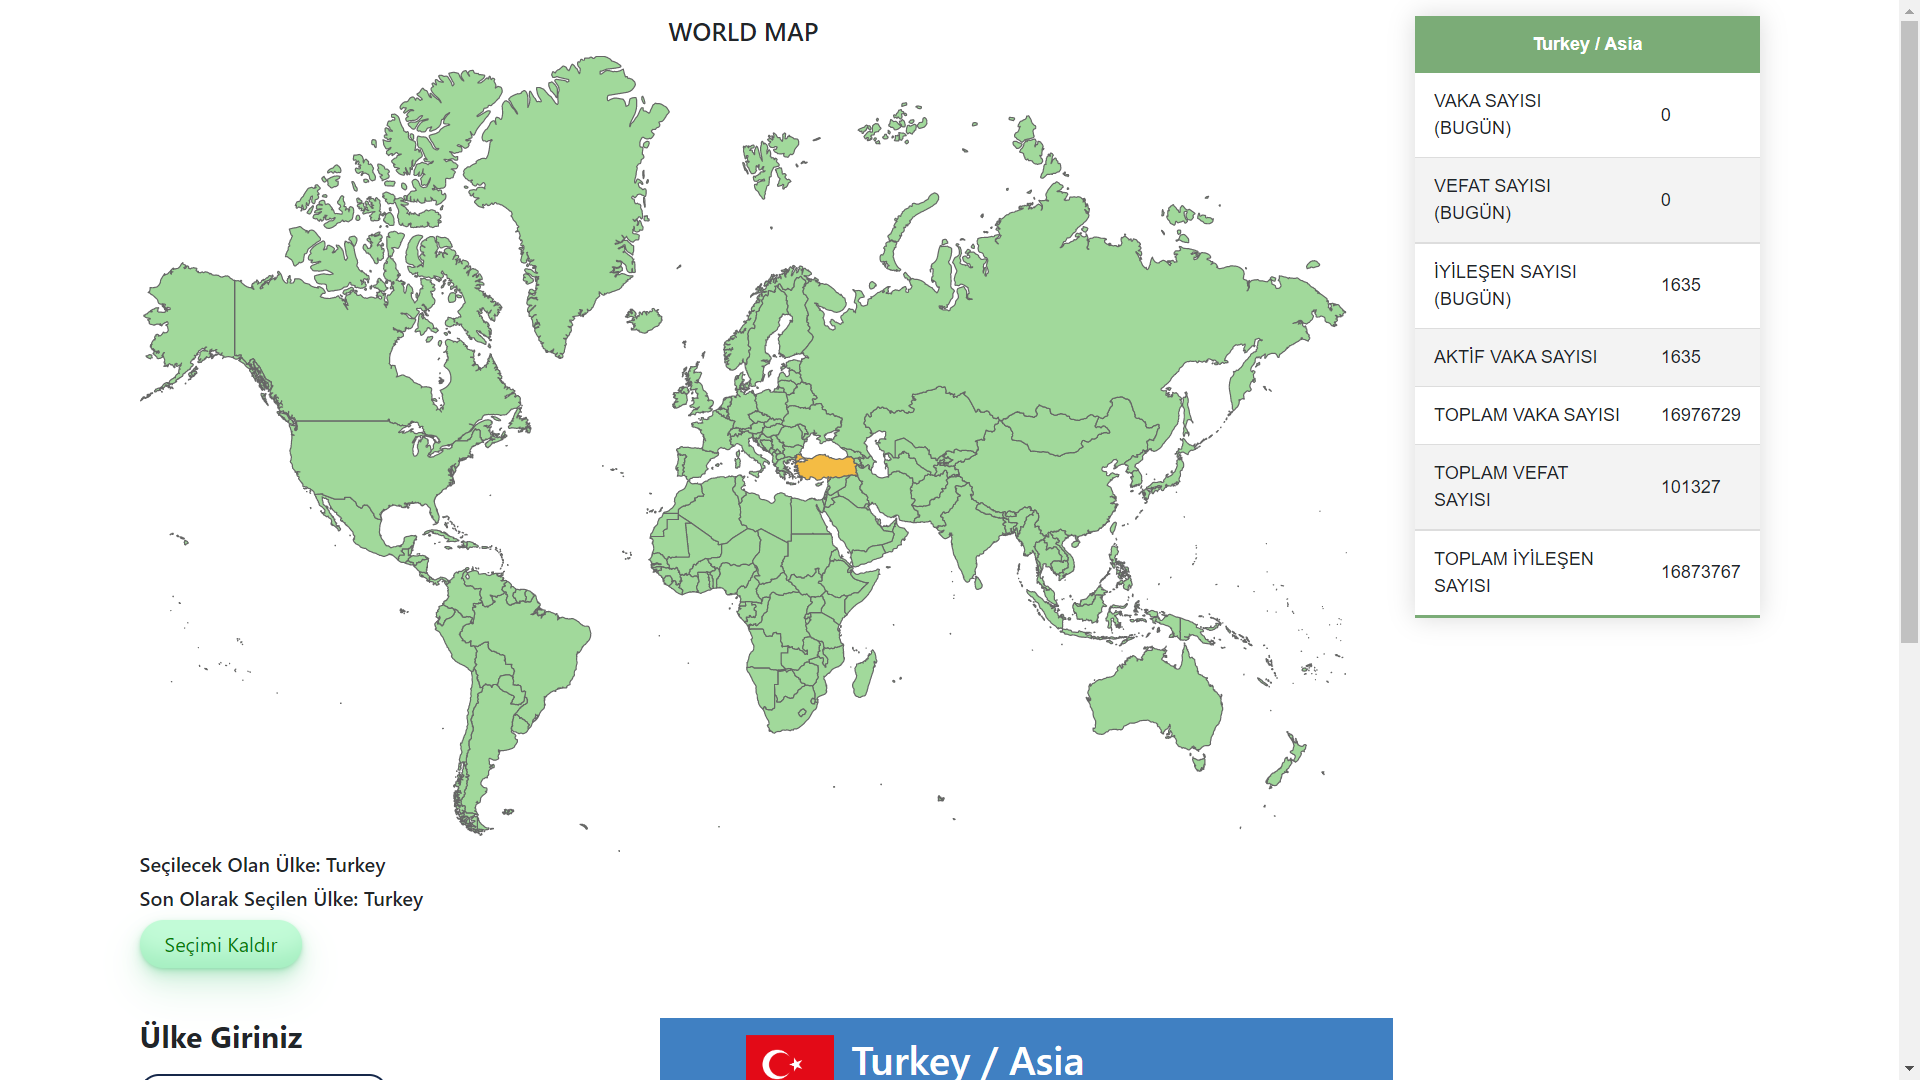 WORLD MAP
Turkey / Asia
VAKA SAYISI
(BUGÜN)
0
VEFAT SAYISI
(BUGÜN)
0
İYİLEŞEN SAYISI
(BUGÜN)
1635
AKTİF VAKA SAYISI
1635
TOPLAM VAKA SAYISI
16976729
TOPLAM VEFAT
SAYISI
101327
TOPLAM İYİLEŞEN
SAYISI
16873767
Seçilecek Olan Ülke: Turkey
Son Olarak Seçilen Ülke: Turkey
Seçimi Kaldır
Ülke Giriniz
Turkey / Asia